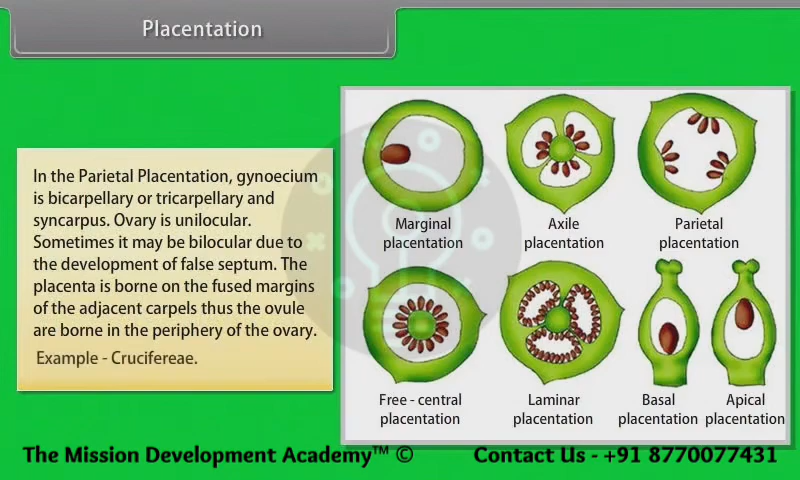 Placentation
In the Parietal Placentation, gynoecium
is bicarpellary or tricarpellary and
syncarpus. Ovary is unilocular.
Sometimes it may be bilocular due to
the development of false septum. The
placenta is borne on the fused margins
of the adjacent carpels thus the ovule
are borne in the periphery of the ovary.
Example - Crucifereae.
Marginal
placentation
Axile
placentation
Parietal
placentation
Free - central
placentation
Laminar
placentation
Basal
placentation
Apical
placentation
The Mission Development Academy™ ©
Contact Us - +91 8770077431